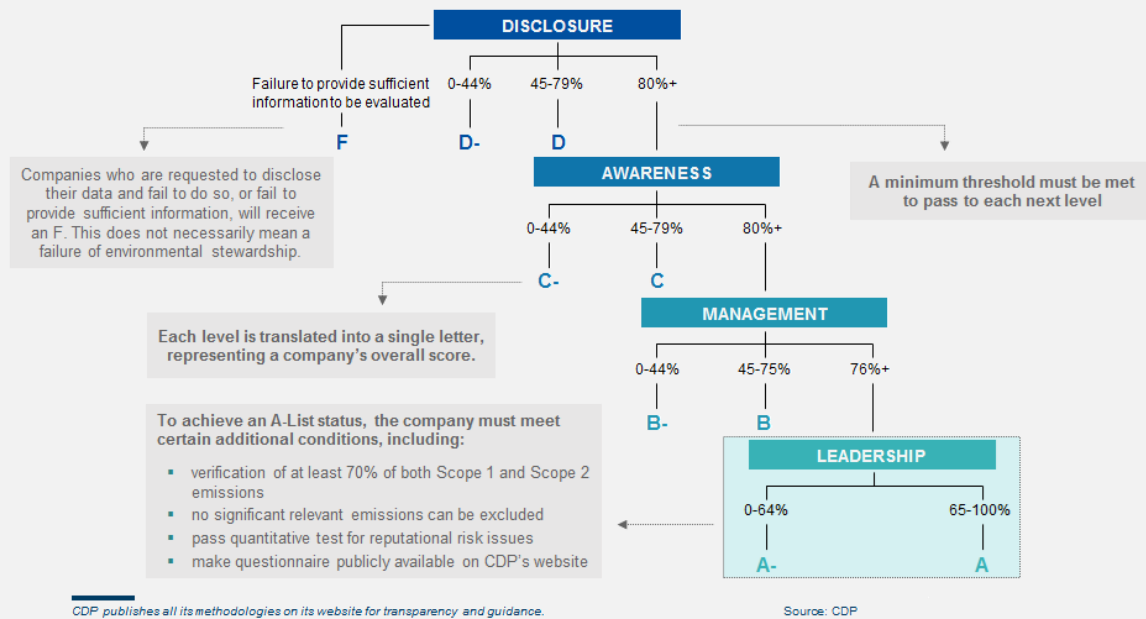 DISCLOSURE
Failure to provide sufficient
information to be evaluated
0-44%
45-79%
80%+
F
D-
D
Companies who are requested to disclose
their data and fail to do so, or fail to
provide sufficient information, will receive
an F. This does not necessarily mean a
failure of environmental stewardship.
AWARENESS
A minimum threshold must be met
to pass to each next level
0-44%
45-79%
80%+
C-
C
Each level is translated into a single letter,
representing a company's overall score.
MANAGEMENT
0-44%
45-75%
76%+
B-
B
To achieve an A-List status, the company must meet
certain additional conditions, including:
▪ verification of at least 70% of both Scope 1 and Scope 2
emissions
▪ no significant relevant emissions can be excluded
▪ pass quantitative test for reputational risk issues
▪ make questionnaire publicly available on CDP's website
LEADERSHIP
0-64%
65-100%
A-
A
CDP publishes all its methodologies on its website for transparency and guidance.
Source: CDP